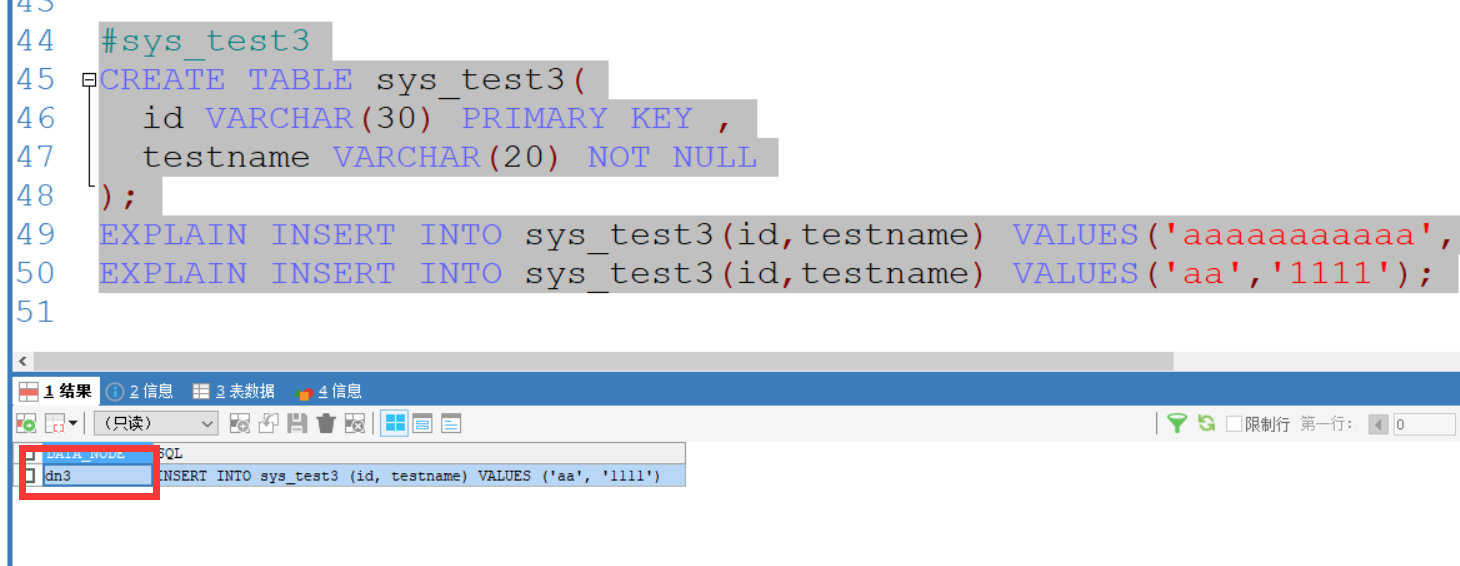 43
44 #sys_test3
45 CREATE TABLE sys_test3(
46 id VARCHAR(30) PRIMARY KEY ,
47 testname VARCHAR(20) NOT NULL
48 );
49 EXPLAIN INSERT INTO sys_test3(id,testname) VALUES('aaaaaaaaaaa',
50 EXPLAIN INSERT INTO sys_test3(id,testname) VALUES('aa','1111');
51
1 结果 2 信息 3 表数据 4 信息
(只读) 限制行 第一行: 0
DATA_NODE SQL
dn3 INSERT INTO sys_test3 (id, testname) VALUES ('aa', '1111')